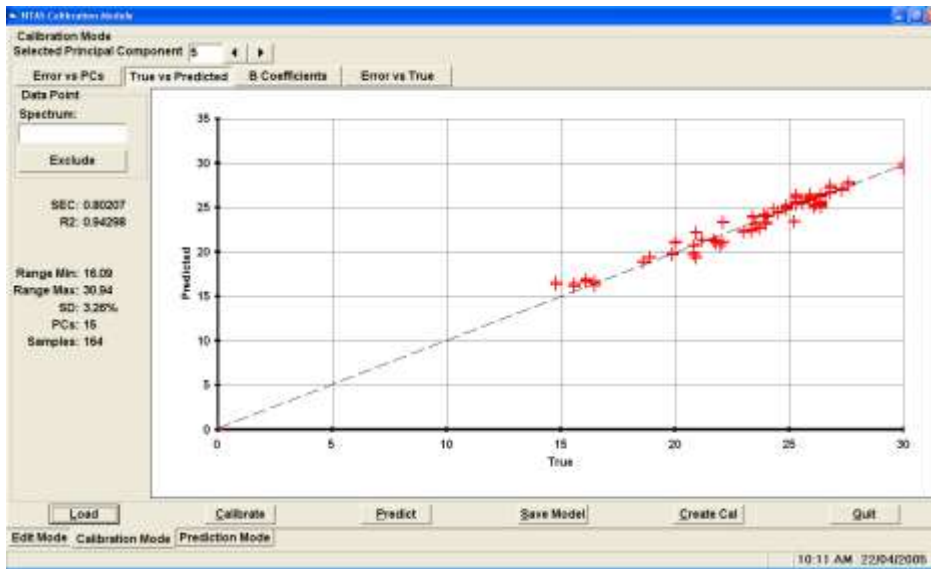 NTAS Calibration Module
Calibration Mode
Selected Principal Component 5
Error vs PCs True vs Predicted B Coefficients Error vs True
Data Point
Spectrum:
Exclude
SEC: 0.80207
R2: 0.94298
Range Min: 16.09
Range Max: 30.94
SD: 3.26%
PCs: 15
Samples: 164
35
30
25
20
15
10
5
0
Predicted
0 5 10 15 20 25 30
True
Load Calibrate Predict Save Model Create Cal Quit
Edit Mode Calibration Mode Prediction Mode
10:11 AM 22/04/2005